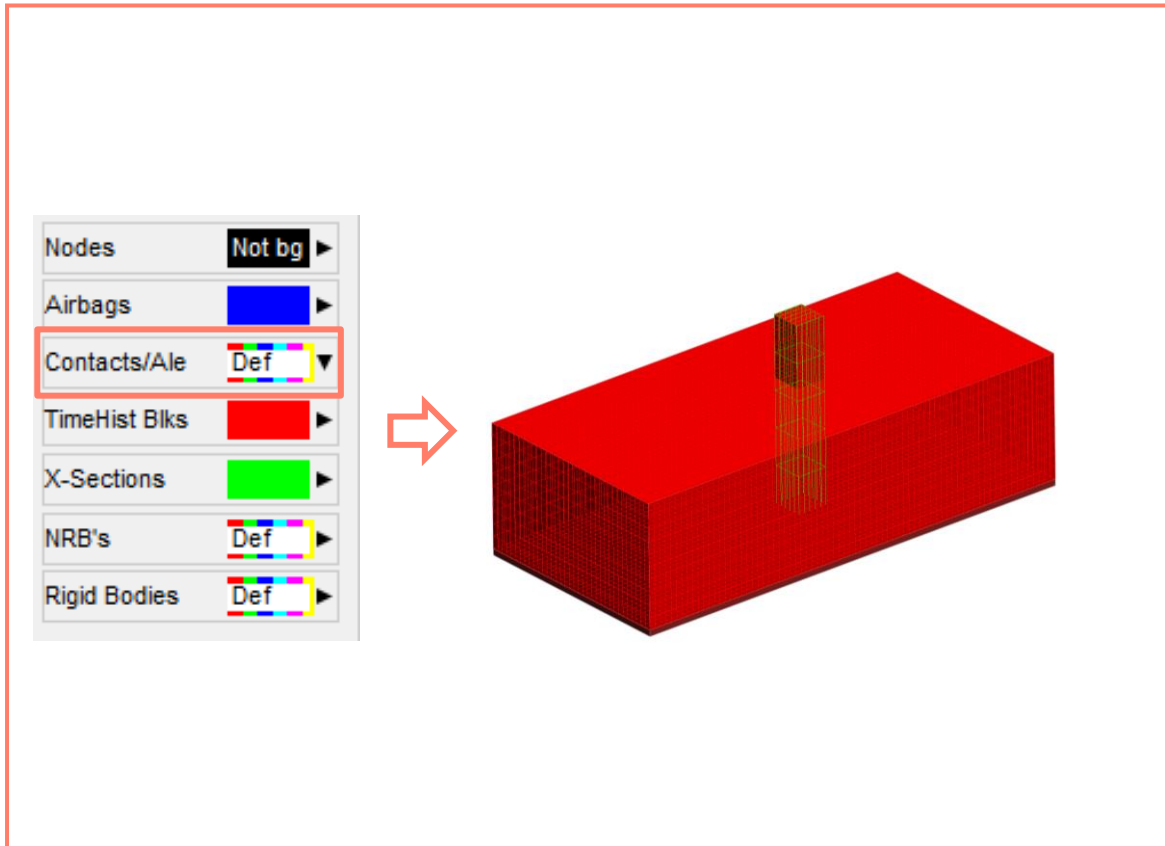 Nodes Not bg
Airbags
Contacts/Ale Def
TimeHist Blks
X-Sections
NRB's Def
Rigid Bodies Def